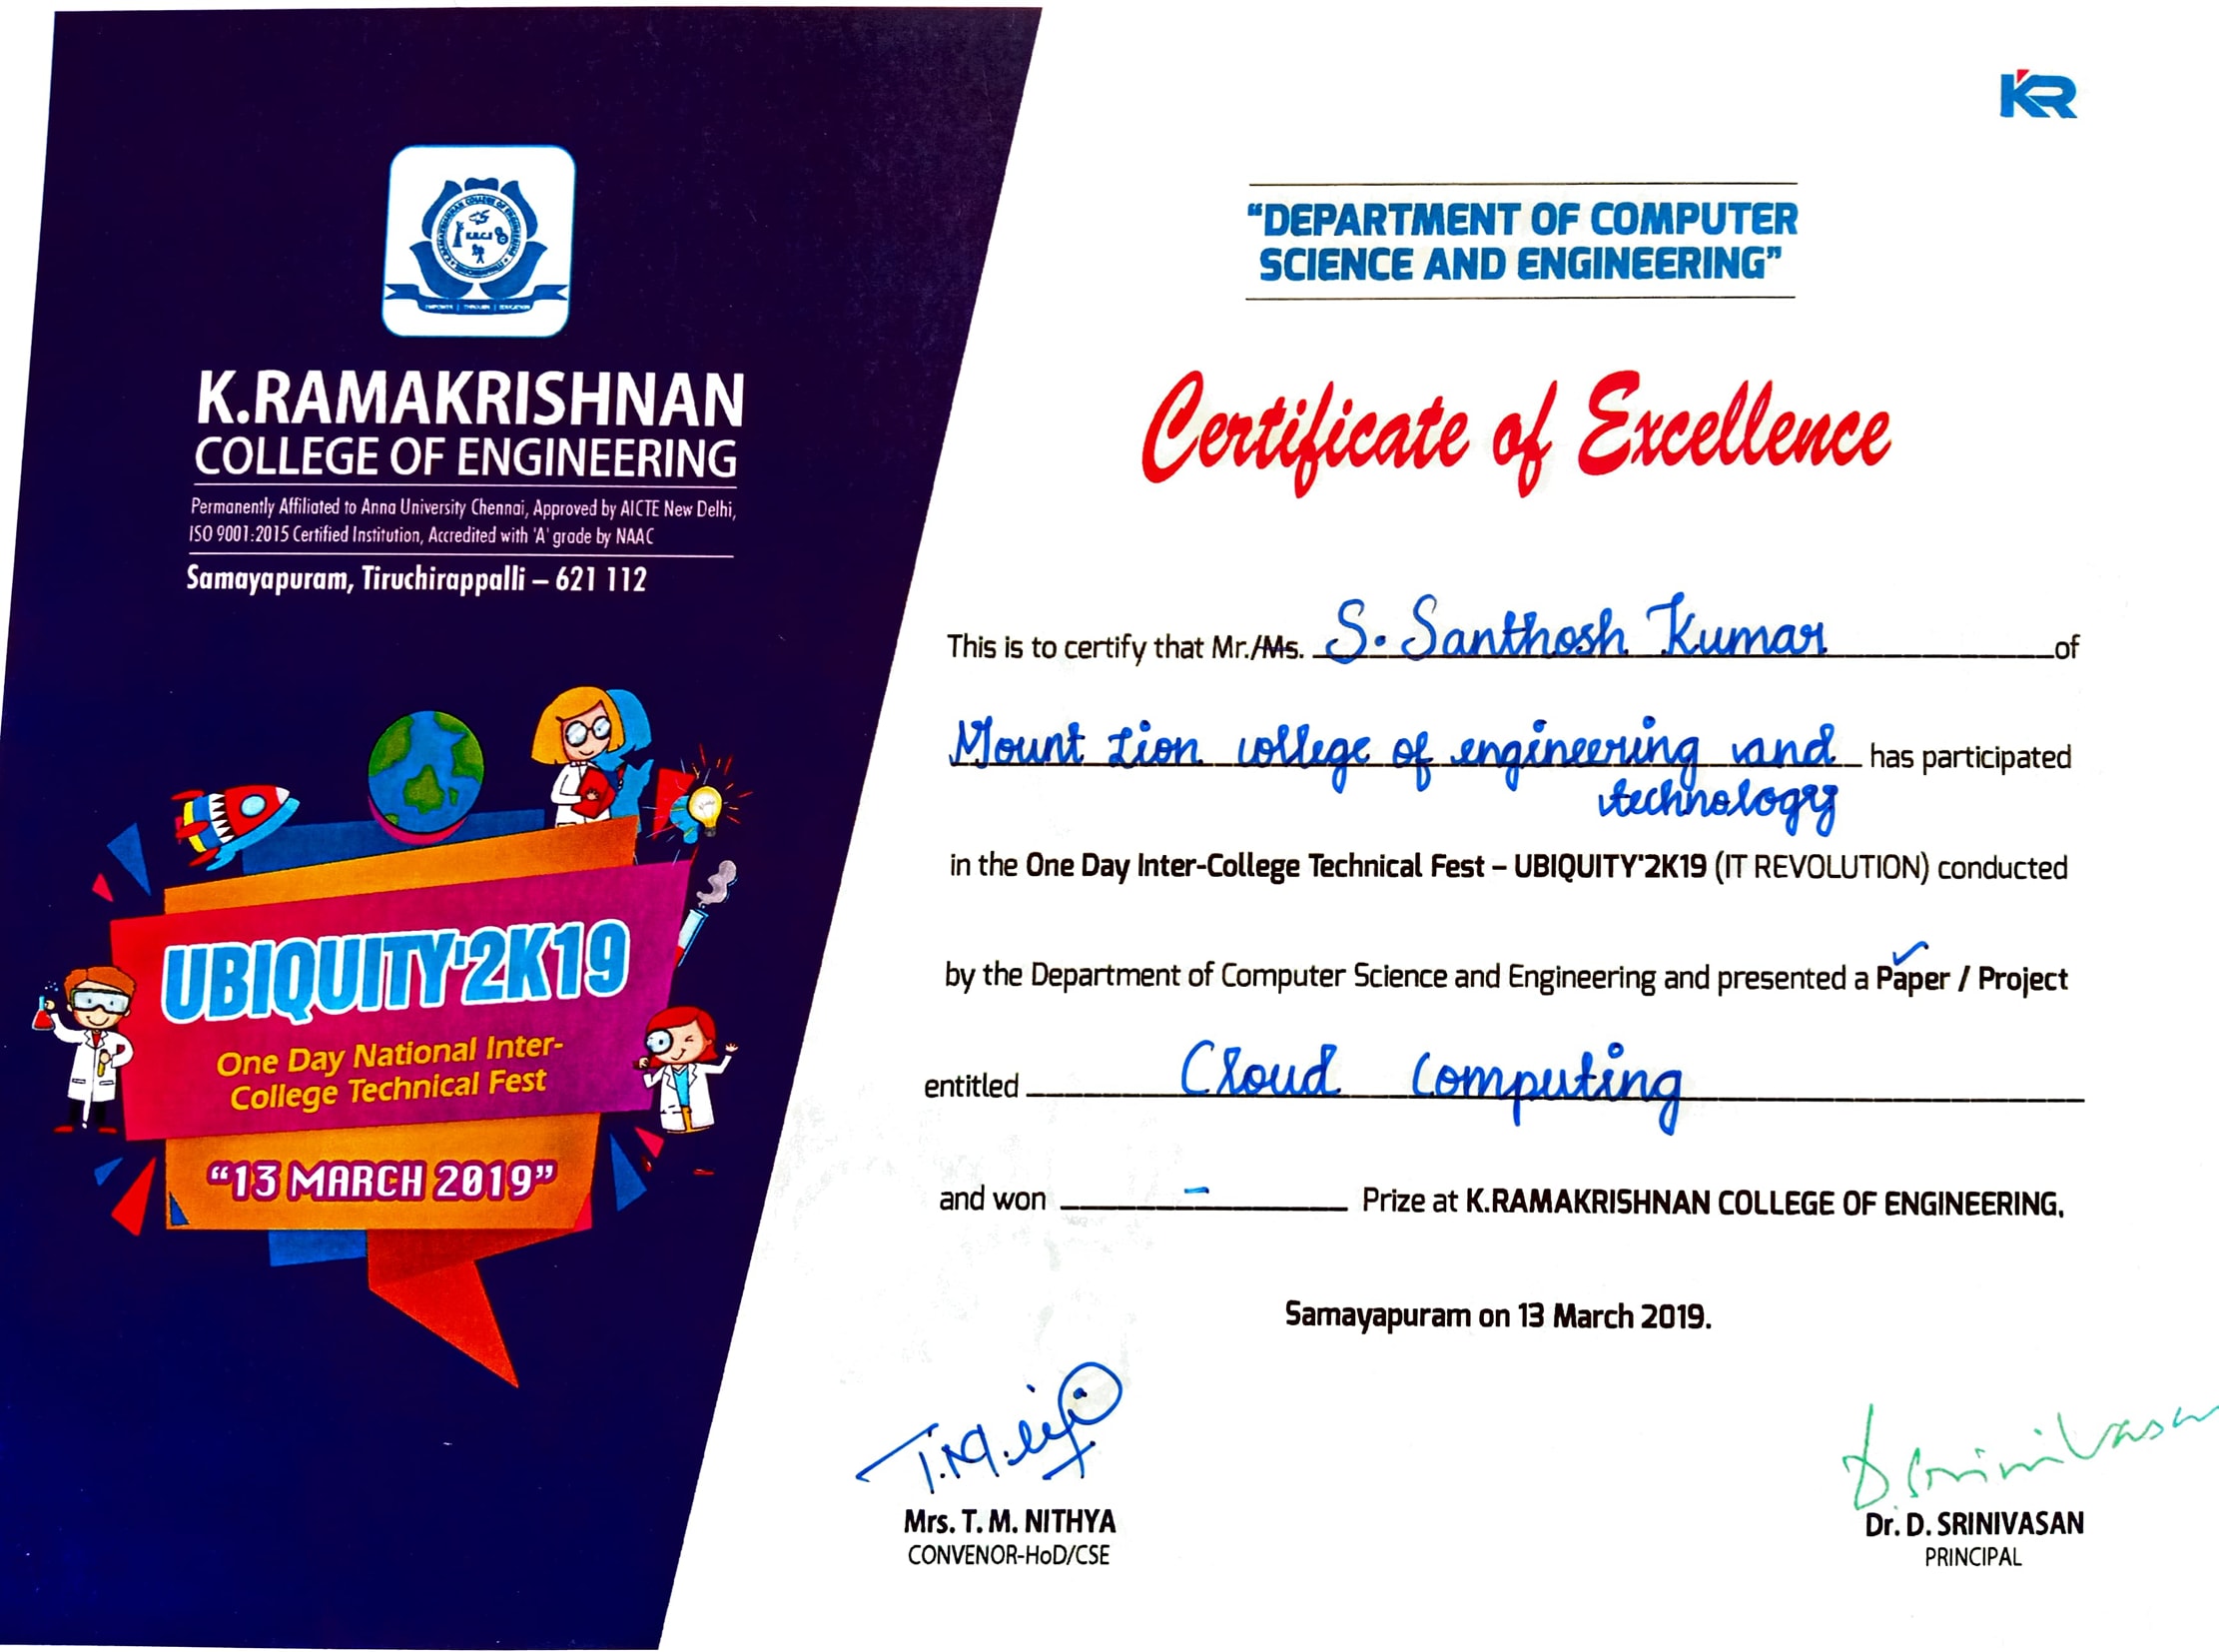 KR
K.R.C.E
EMPOWER | THROUGH | EDUCATION
K.RAMAKRISHNAN
COLLEGE OF ENGINEERING
Permanently Affiliated to Anna University Chennai, Approved by AICTE New Delhi,
ISO 9001:2015 Certified Institution, Accredited with 'A' grade by NAAC
Samayapuram, Tiruchirappalli – 621 112
UBIQUITY'2K19
One Day National Inter-
College Technical Fest
"13 MARCH 2019"
"DEPARTMENT OF COMPUTER
SCIENCE AND ENGINEERING"
Certificate of Excellence
This is to certify that Mr./Ms. S. Santhosh Kumar of
Mount Zion college of engineering and has participated
technology
in the One Day Inter-College Technical Fest – UBIQUITY'2K19 (IT REVOLUTION) conducted
by the Department of Computer Science and Engineering and presented a Paper / Project
entitled Cloud Computing
and won - Prize at K.RAMAKRISHNAN COLLEGE OF ENGINEERING.
Samayapuram on 13 March 2019.
D. Srinivasan
Mrs. T. M. NITHYA
CONVENOR-HoD/CSE
Dr. D. SRINIVASAN
PRINCIPAL